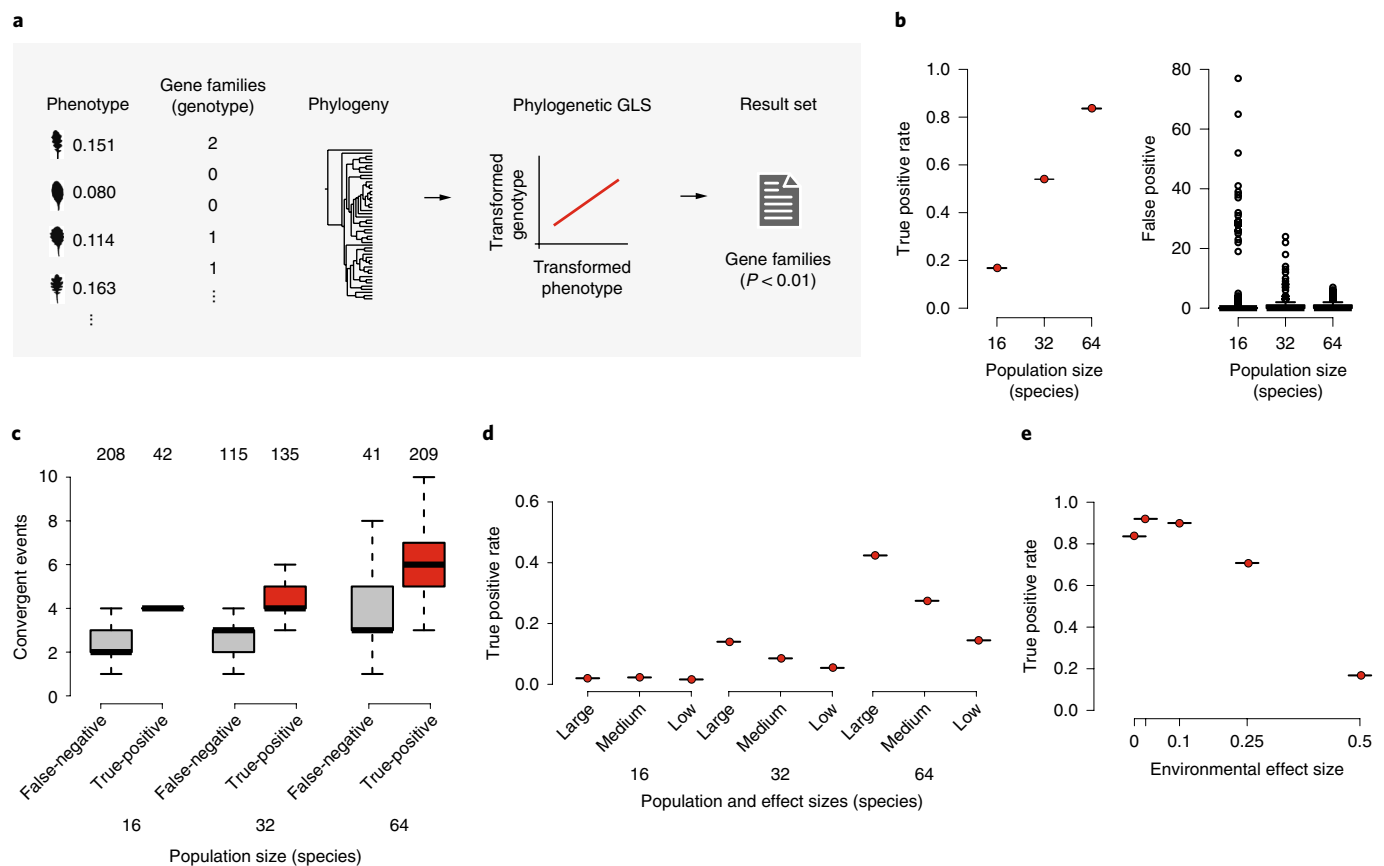 a
Phenotype
Gene families
(genotype)
Phylogeny
Phylogenetic GLS
Result set
0.151
0.080
0.114
0.163
...
2
0
0
1
1
...
Transformed
genotype
Transformed
phenotype
Gene families
(P < 0.01)
b
True positive rate
1.0
0.8
0.6
0.4
0.2
0.0
16 32 64
Population size
(species)
False positive
80
60
40
20
0
16 32 64
Population size
(species)
c
208 42 115 135 41 209
Convergent events
10
8
6
4
2
0
False-negative
True-positive
False-negative
True-positive
False-negative
True-positive
16 32 64
Population size (species)
d
True positive rate
0.6
0.4
0.2
0.0
Large
Medium
Low
Large
Medium
Low
Large
Medium
Low
16 32 64
Population and effect sizes (species)
e
True positive rate
1.0
0.8
0.6
0.4
0.2
0.0
0 0.1 0.25 0.5
Environmental effect size